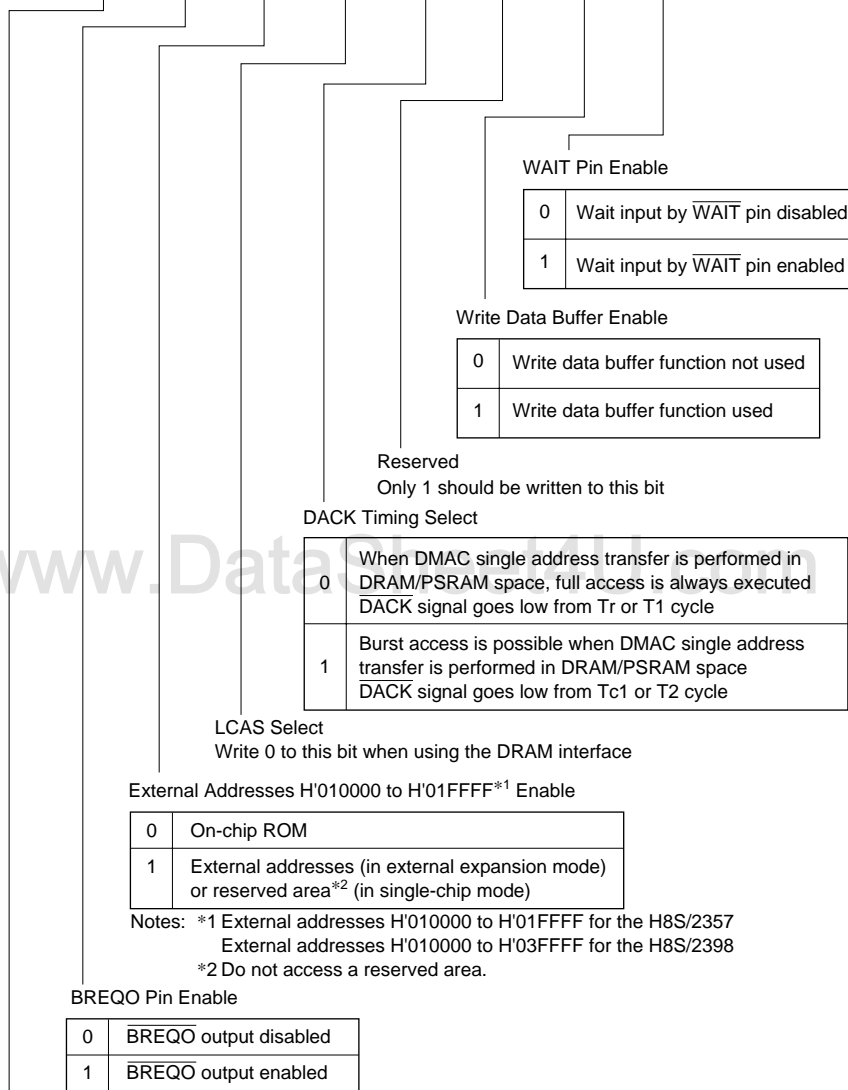 WAIT Pin Enable
0 Wait input by WAIT pin disabled
1 Wait input by WAIT pin enabled
Write Data Buffer Enable
0 Write data buffer function not used
1 Write data buffer function used
Reserved
Only 1 should be written to this bit
DACK Timing Select
www.DataSheet4U.com
0 When DMAC single address transfer is performed in
DRAM/PSRAM space, full access is always executed
DACK signal goes low from Tr or T1 cycle
1 Burst access is possible when DMAC single address
transfer is performed in DRAM/PSRAM space
DACK signal goes low from Tc1 or T2 cycle
LCAS Select
Write 0 to this bit when using the DRAM interface
External Addresses H'010000 to H'01FFFF*1 Enable
0 On-chip ROM
1 External addresses (in external expansion mode)
or reserved area*2 (in single-chip mode)
Notes: *1 External addresses H'010000 to H'01FFFF for the H8S/2357
External addresses H'010000 to H'03FFFF for the H8S/2398
*2 Do not access a reserved area.
BREQO Pin Enable
0 BREQO output disabled
1 BREQO output enabled